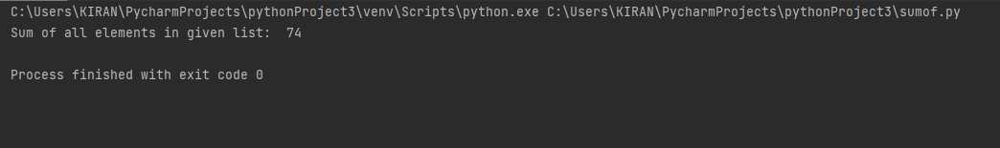 C:\Users\KIRAN\PycharmProjects\pythonProject3\venv\Scripts\python.exe C:\Users\KIRAN\PycharmProjects\pythonProject3\sumof.py
Sum of all elements in given list:  74
Process finished with exit code 0